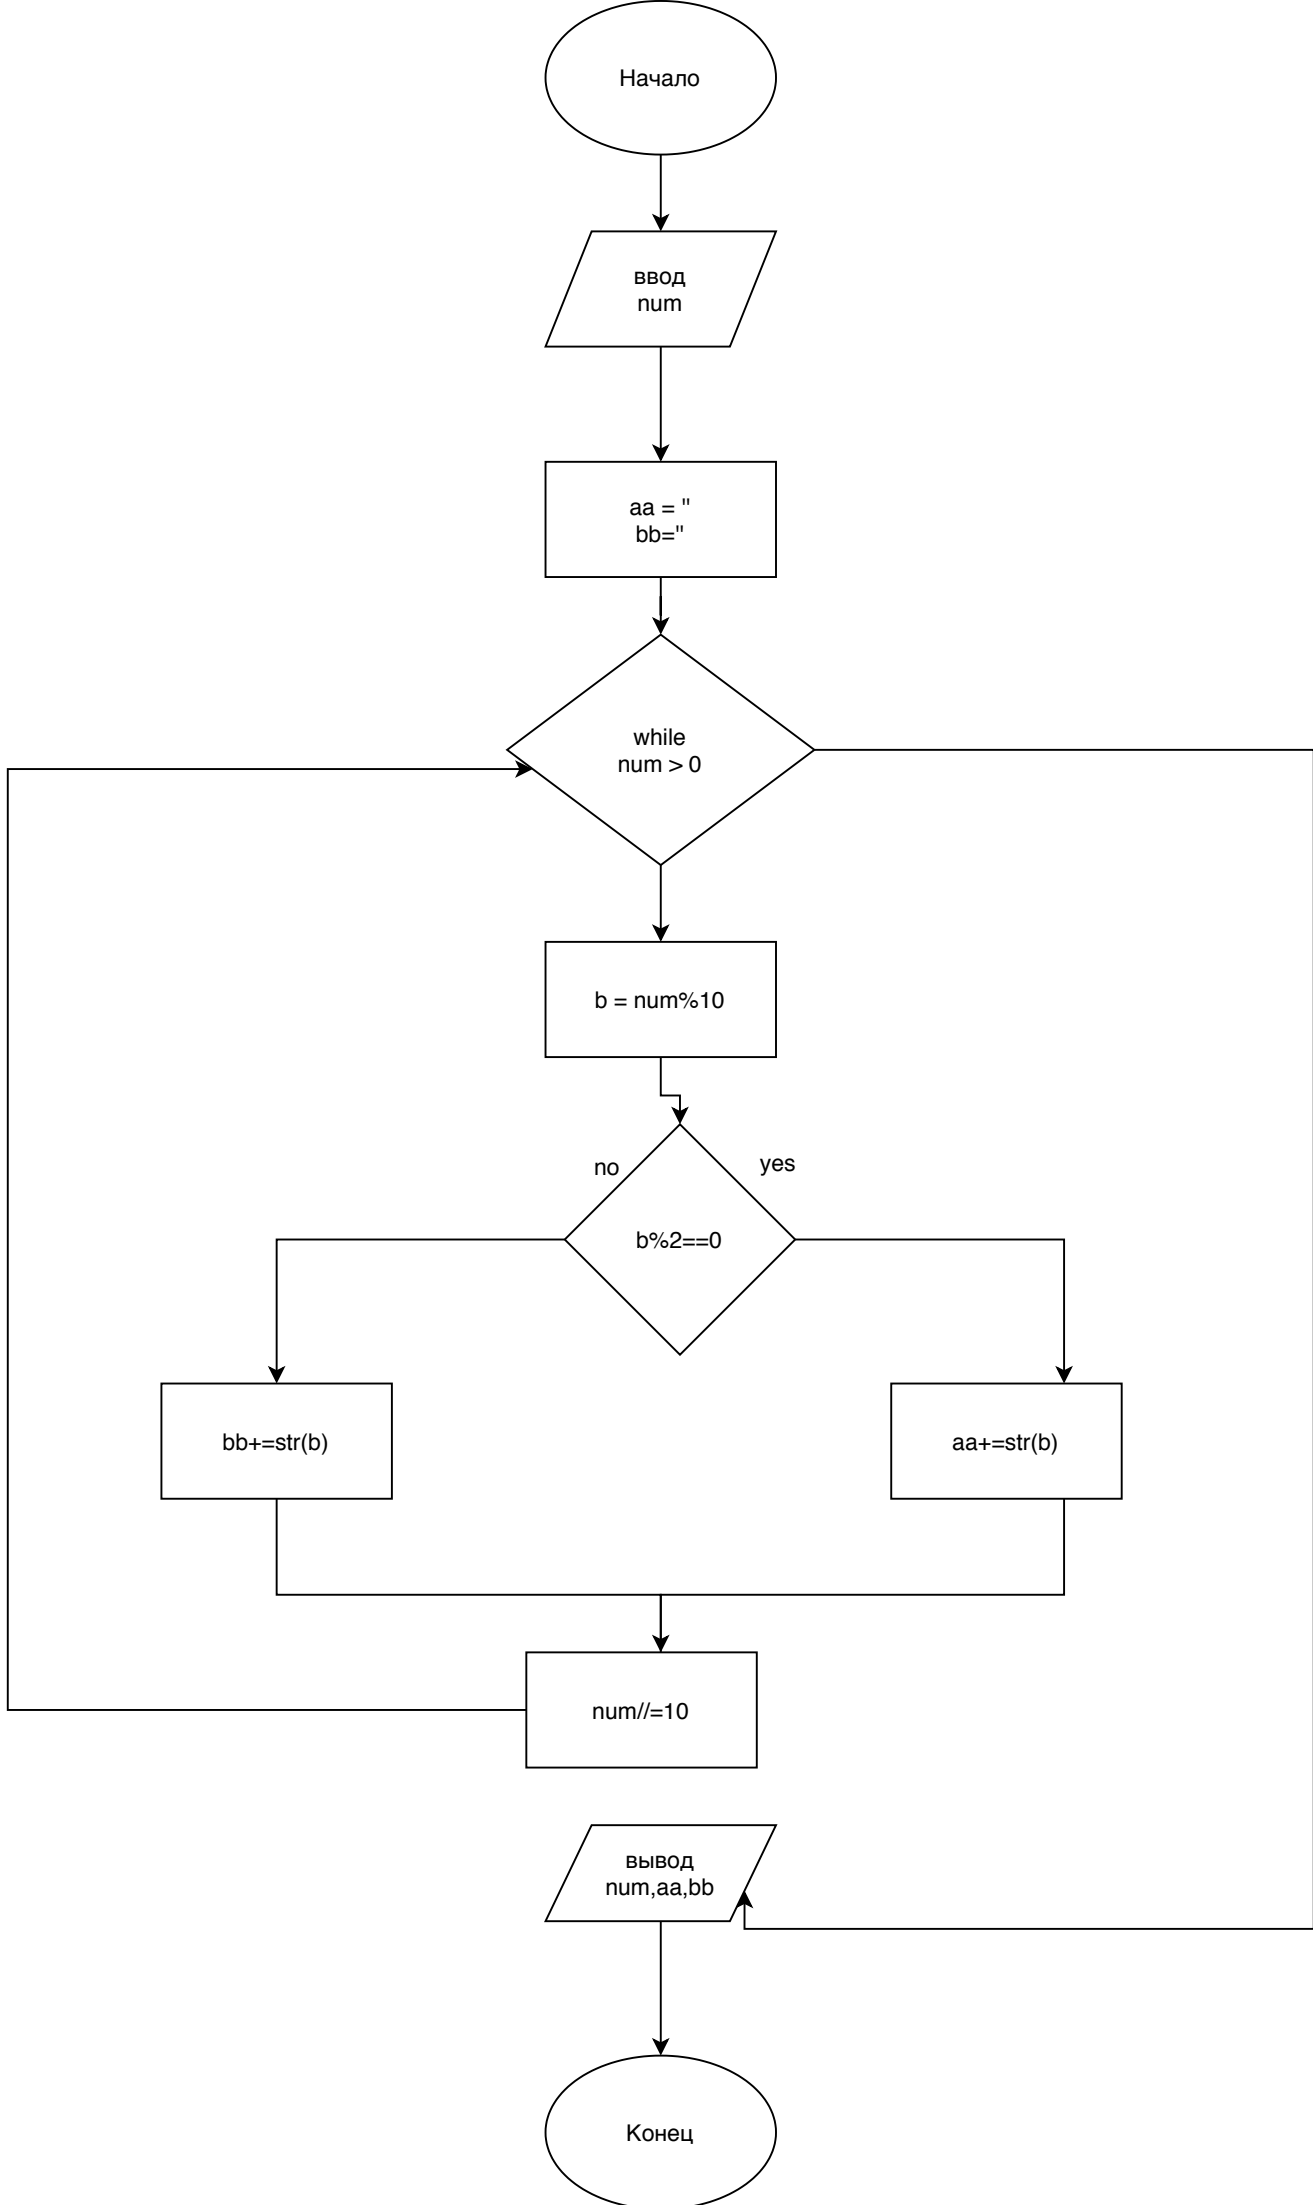 Начало
ввод
num
aa = "
bb="
while
num > 0
b = num%10
no
yes
b%2==0
bb+=str(b)
aa+=str(b)
num//=10
вывод
num,aa,bb
Конец